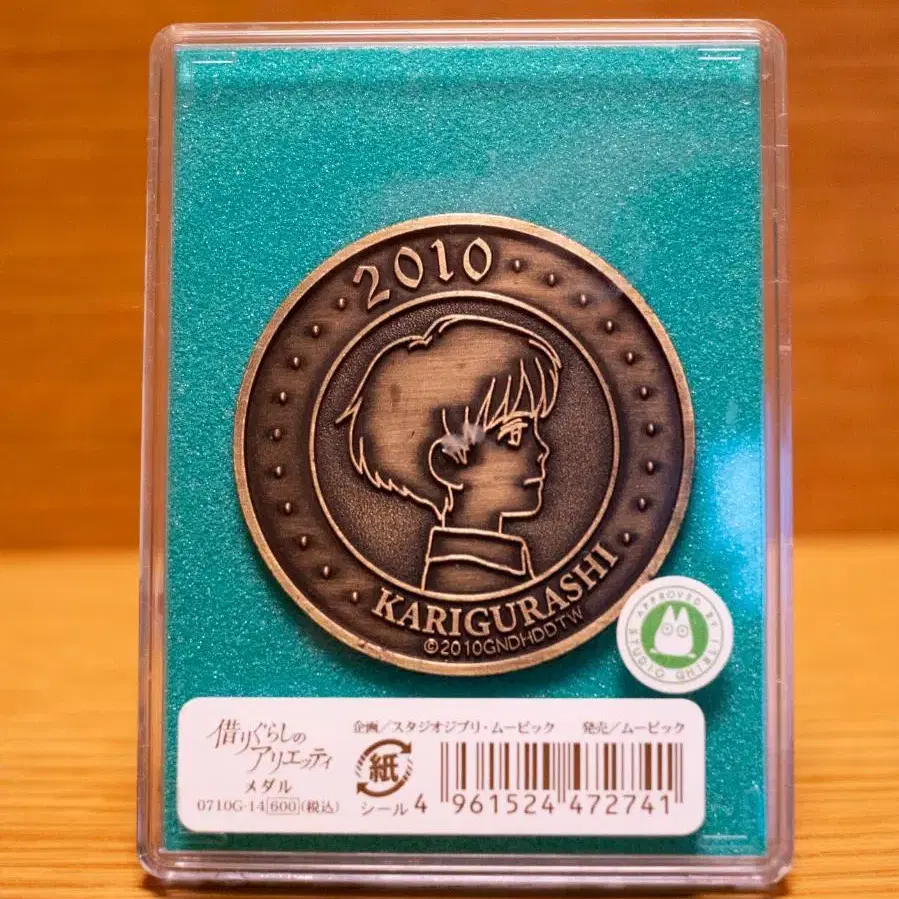 2010
KARIGURASHI
©2010GNDHDDTW
APPROVED BY
STUDIO GHIBLI
借りぐらしの
アリエッティ
メダル
0710G-14 600(税込)
企画/スタジオジブリ・ムービック 発売/ムービック
紙
シール
4 961524 472741